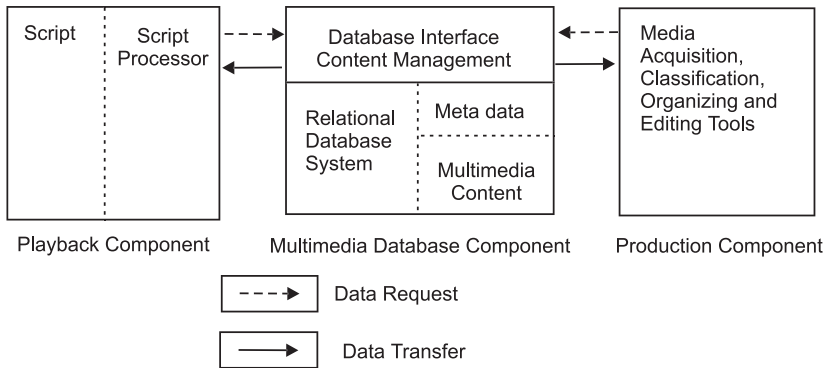 Script
Script
Processor
Database Interface
Content Management
Relational
Database
System
Meta data
Multimedia
Content
Media
Acquisition,
Classification,
Organizing and
Editing Tools
Playback Component
Multimedia Database Component
Production Component
Data Request
Data Transfer